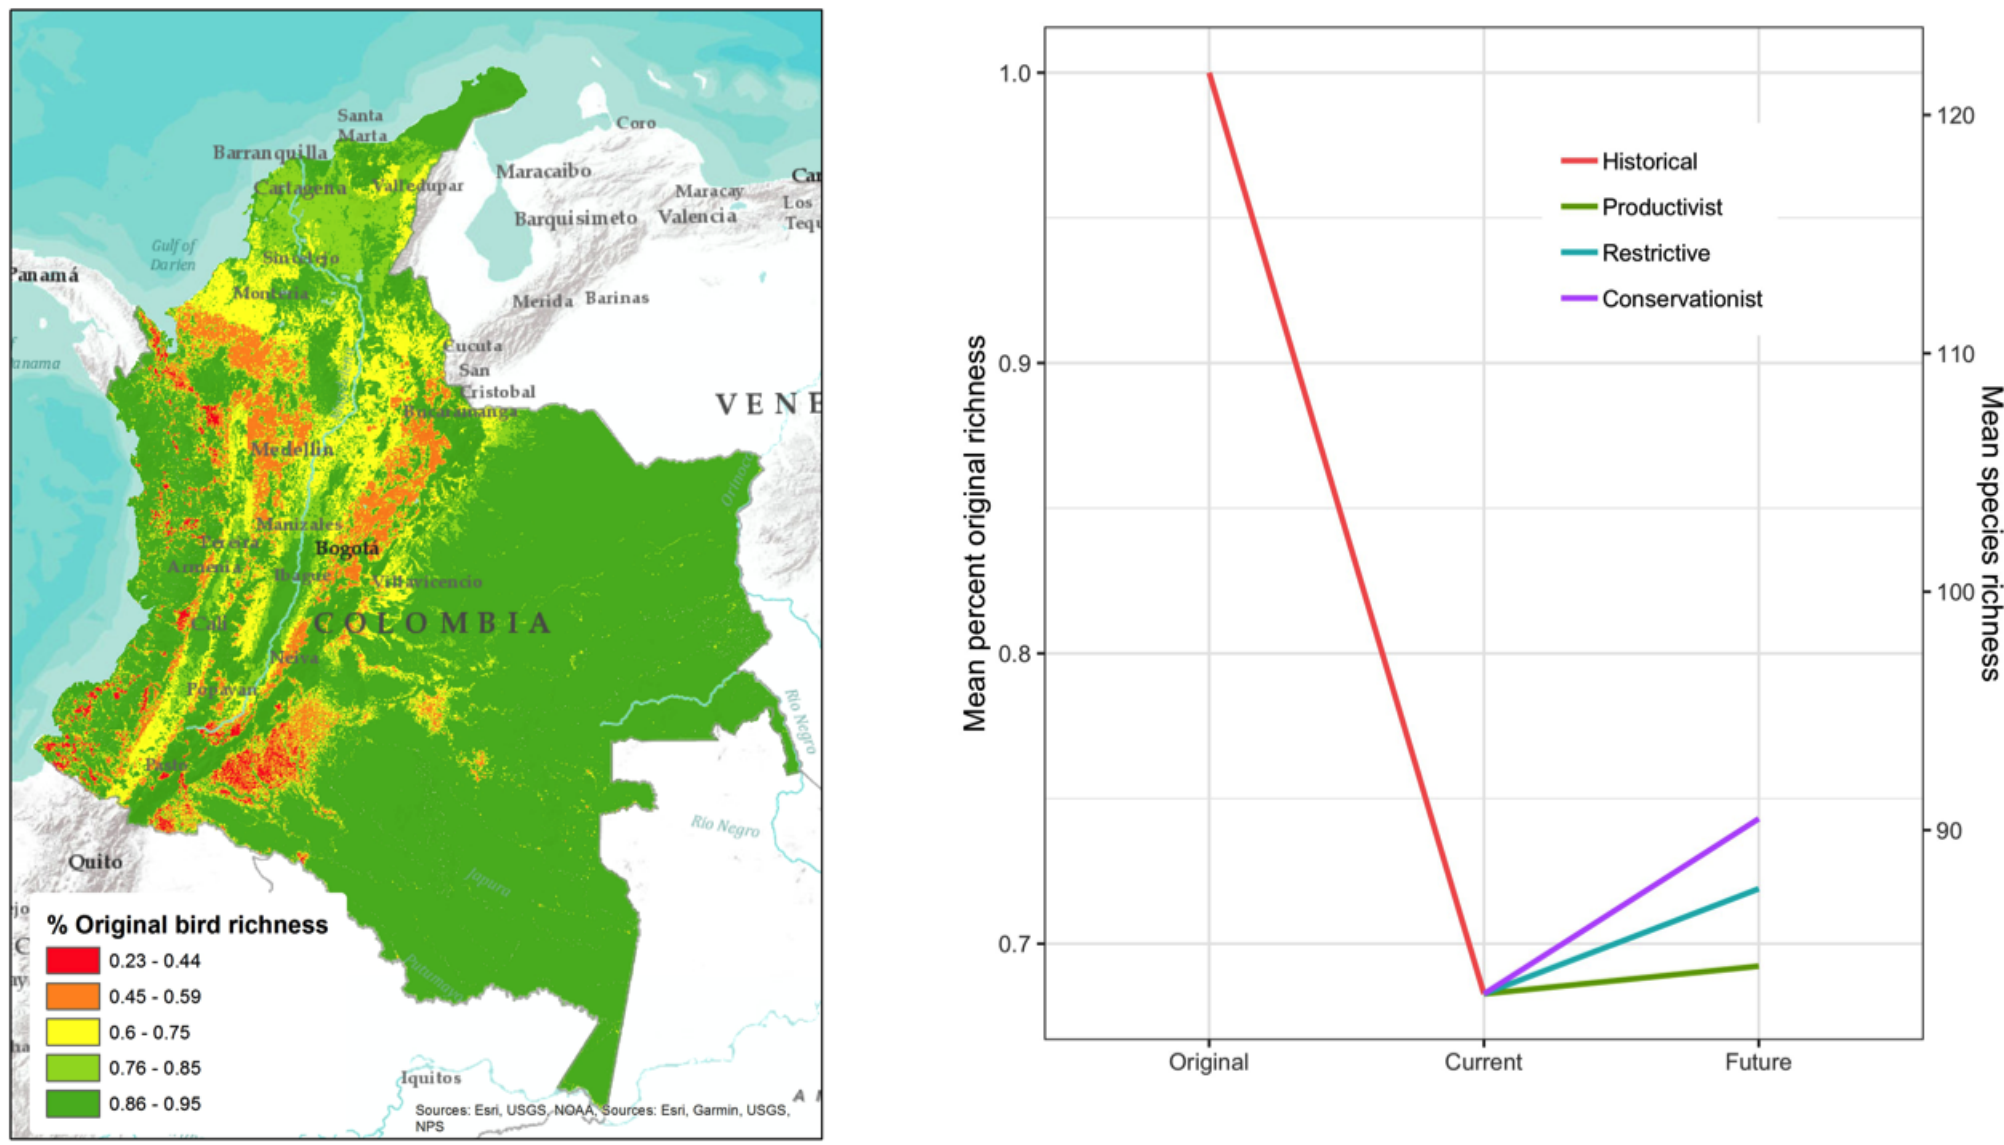 Santa
Marta
Barranquilla
Cartagena
Valledupar
Coro
Maracaibo
Maracay
Barquisimeto
Valencia
Los
Gulf of
Darien
Sincelejo
Panamá
Montería
Merida
Barinas
Cucuta
San
Cristobal
Bucaramanga
VENE
Medellín
Orinoco
Manizales
Pereira
Bogotá
Armenia
Ibague
Villavicencio
COLOMBIA
Cali
Neiva
Popayan
Rio Negro
Pasto
Rio Negro
Quito
Japura
Putumayo
Iquitos
% Original bird richness
0.23 - 0.44
0.45 - 0.59
0.6 - 0.75
0.76 - 0.85
0.86 - 0.95
Sources: Esri, USGS, NOAA, Sources: Esri, Garmin, USGS,
NPS
Mean percent original richness
1.0
0.9
0.8
0.7
Historical
Productivist
Restrictive
Conservationist
120
110
100
90
Mean species richness
Original
Current
Future